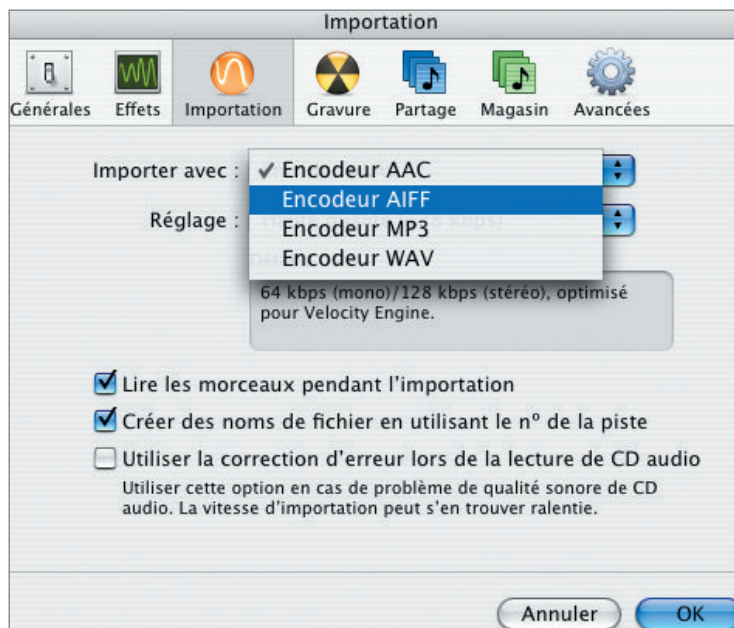 Importation
Générales Effets Importation Gravure Partage Magasin Avancées
Importer avec :
✓ Encodeur AAC
Encodeur AIFF
Réglage :
Encodeur MP3
Encodeur WAV
64 kbps (mono)/128 kbps (stéréo), optimisé
pour Velocity Engine.
Lire les morceaux pendant l'importation
Créer des noms de fichier en utilisant le nº de la piste
Utiliser la correction d'erreur lors de la lecture de CD audio
Utiliser cette option en cas de problème de qualité sonore de CD
audio. La vitesse d'importation peut s'en trouver ralentie.
Annuler OK